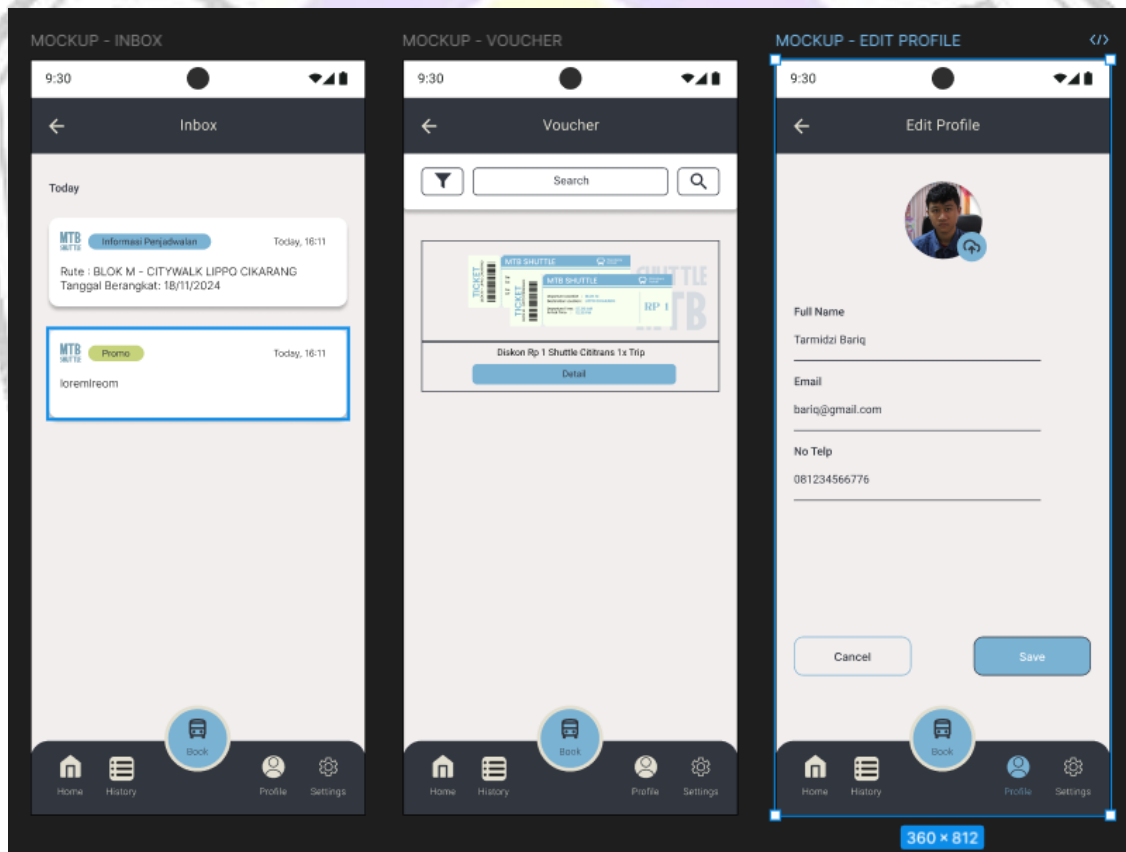 MOCKUP - INBOX
9:30
Inbox
Today
MTB
SHUTTLE
Informasi Penjadwalan
Today, 16:11
Rute : BLOK M - CITYWALK LIPPO CIKARANG
Tanggal Berangkat: 18/11/2024
MTB
SHUTTLE
Promo
Today, 16:11
loremlreom
Book
Home
History
Profile
Settings
MOCKUP - VOUCHER
9:30
Voucher
Search
MTB SHUTTLE
TICKET
MTB SHUTTLE
TICKET
RP 1
Diskon Rp 1 Shuttle Cititrans 1x Trip
Detail
Book
Home
History
Profile
Settings
MOCKUP - EDIT PROFILE
</>
9:30
Edit Profile
Full Name
Tarmidzi Bariq
Email
bariq@gmail.com
No Telp
081234566776
Cancel
Save
Book
Home
History
Profile
Settings
360 × 812